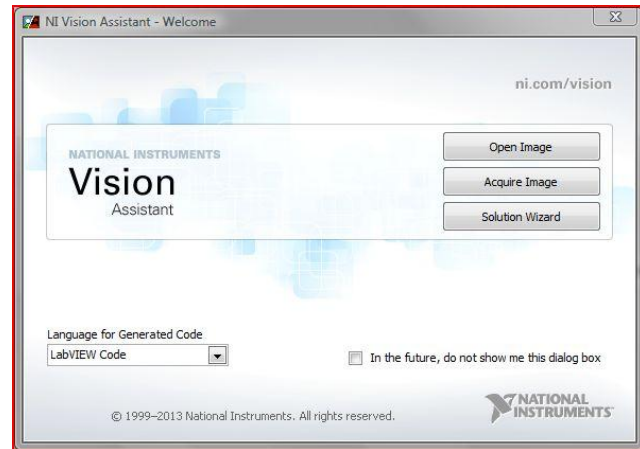 NI Vision Assistant - Welcome
ni.com/vision
NATIONAL INSTRUMENTS
Vision
Assistant
Open Image
Acquire Image
Solution Wizard
Language for Generated Code
LabVIEW Code
In the future, do not show me this dialog box
© 1999–2013 National Instruments. All rights reserved.
NATIONAL
INSTRUMENTS